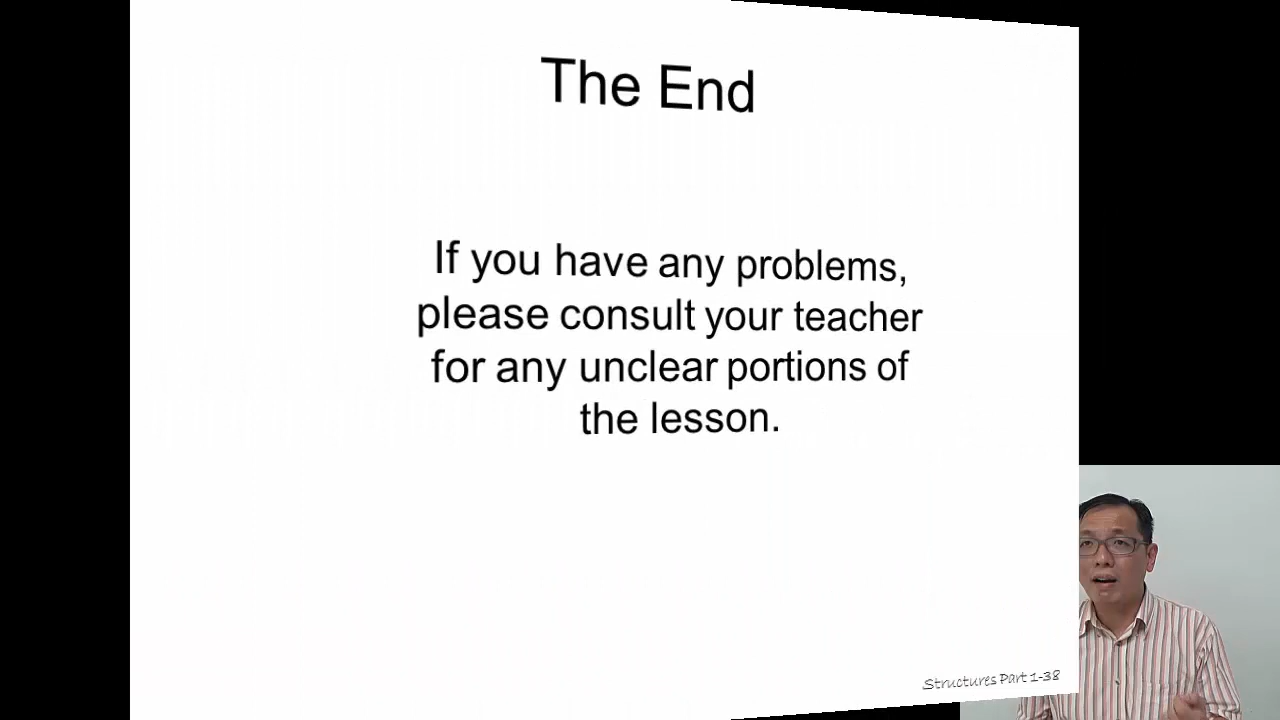 The End
If you have any problems,
please consult your teacher
for any unclear portions of
the lesson.
Structures Part 1-38